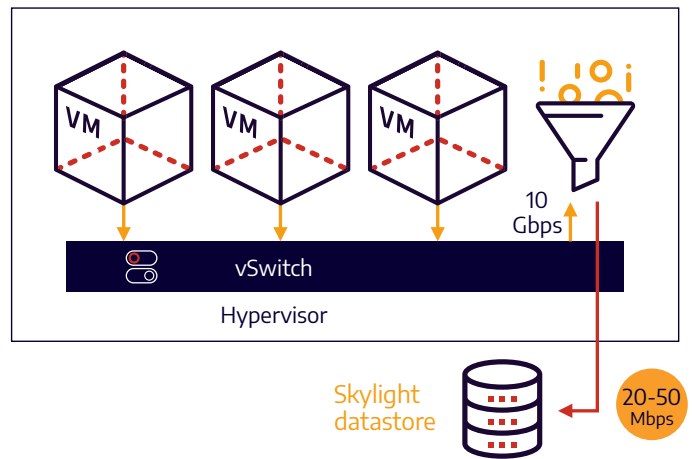 VM
VM
VM
10
Gbps
vSwitch
Hypervisor
Skylight
datastore
20-50
Mbps